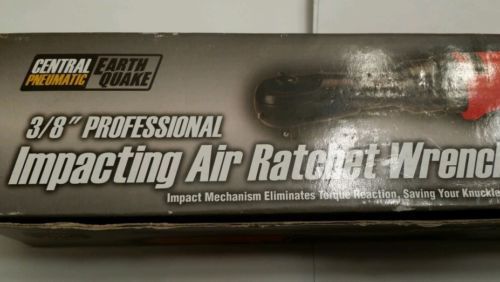 CENTRAL PNEUMATIC
EARTH QUAKE
3/8" PROFESSIONAL
Impacting Air Ratchet Wrench
Impact Mechanism Eliminates Torque Reaction, Saving Your Knuckle